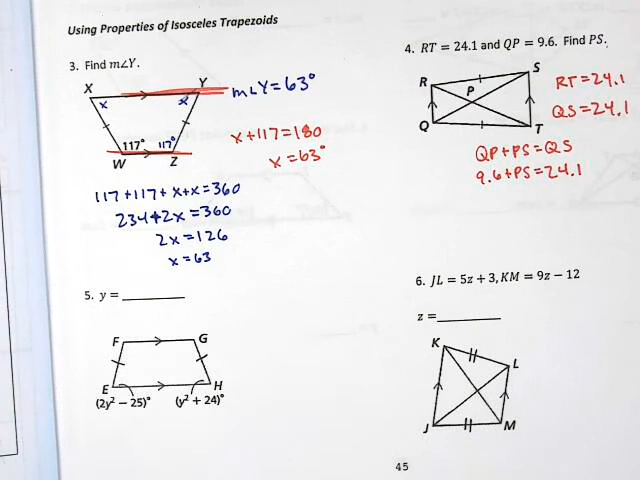 Using Properties of Isosceles Trapezoids
3. Find m∠Y.
X
Y
x
x
117°
117°
W
Z
m∠Y = 63°
x + 117 = 180
x = 63°
117 + 117 + x + x = 360
234 + 2x = 360
2x = 126
x = 63
4. RT = 24.1 and QP = 9.6. Find PS.
R
S
P
Q
T
RT = 24.1
QS = 24.1
QP + PS = QS
9.6 + PS = 24.1
5. y = ________
F
G
E
H
(2y² − 25)°
(y² + 24)°
6. JL = 5z + 3, KM = 9z − 12
z = ________
K
L
J
M
45